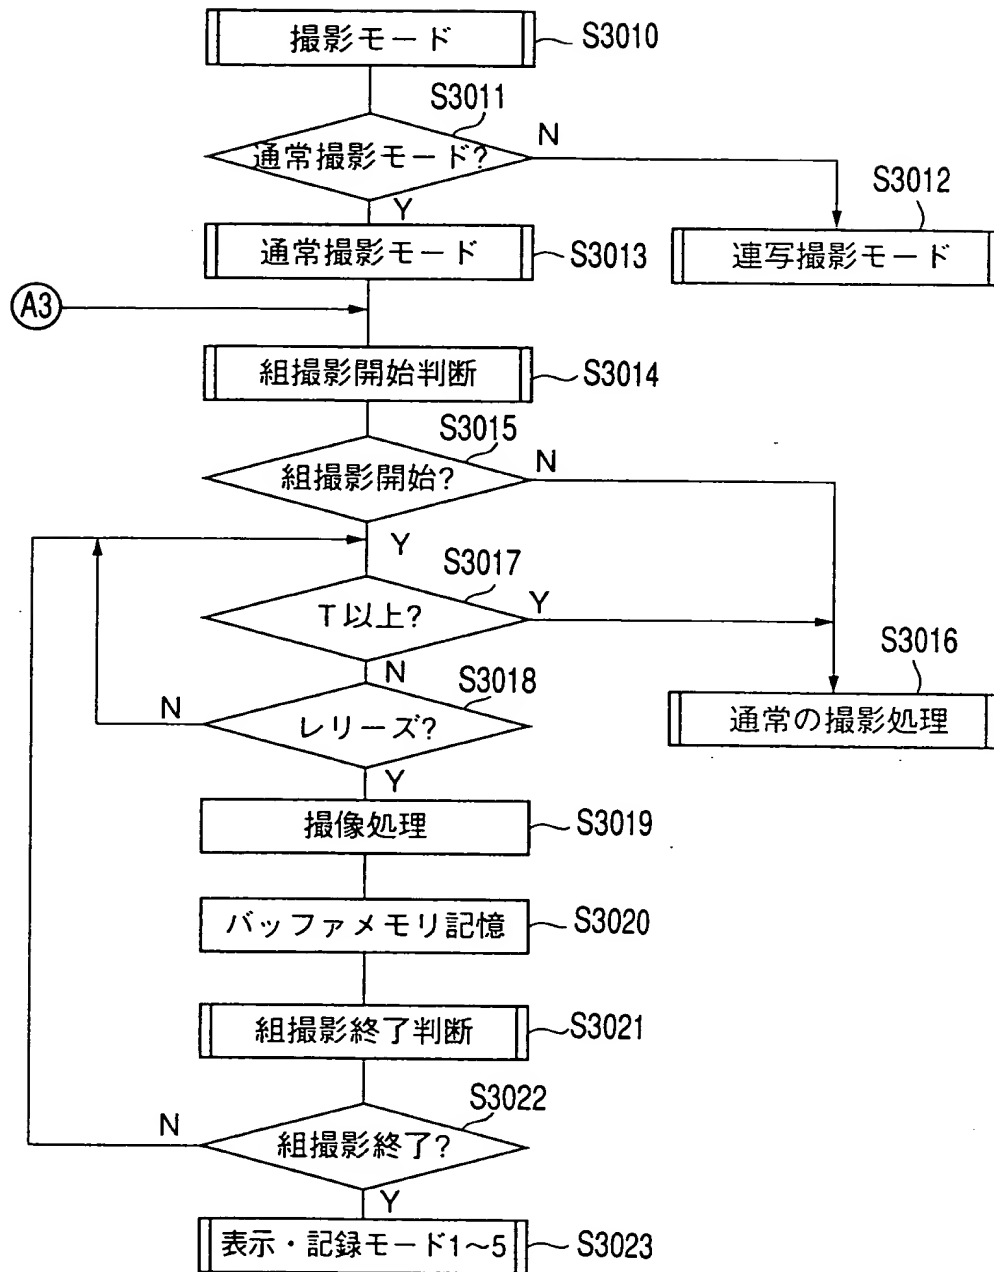 撮影モード S3010
S3011
通常撮影モード? N
Y
S3012
通常撮影モード S3013
連写撮影モード
A3
組撮影開始判断 S3014
S3015
組撮影開始? N
Y
S3017
T以上? Y
N
S3018
S3016
N レリーズ?
通常の撮影処理
Y
撮像処理 S3019
バッファメモリ記憶 S3020
組撮影終了判断 S3021
S3022
N 組撮影終了?
Y
表示・記録モード1~5 S3023